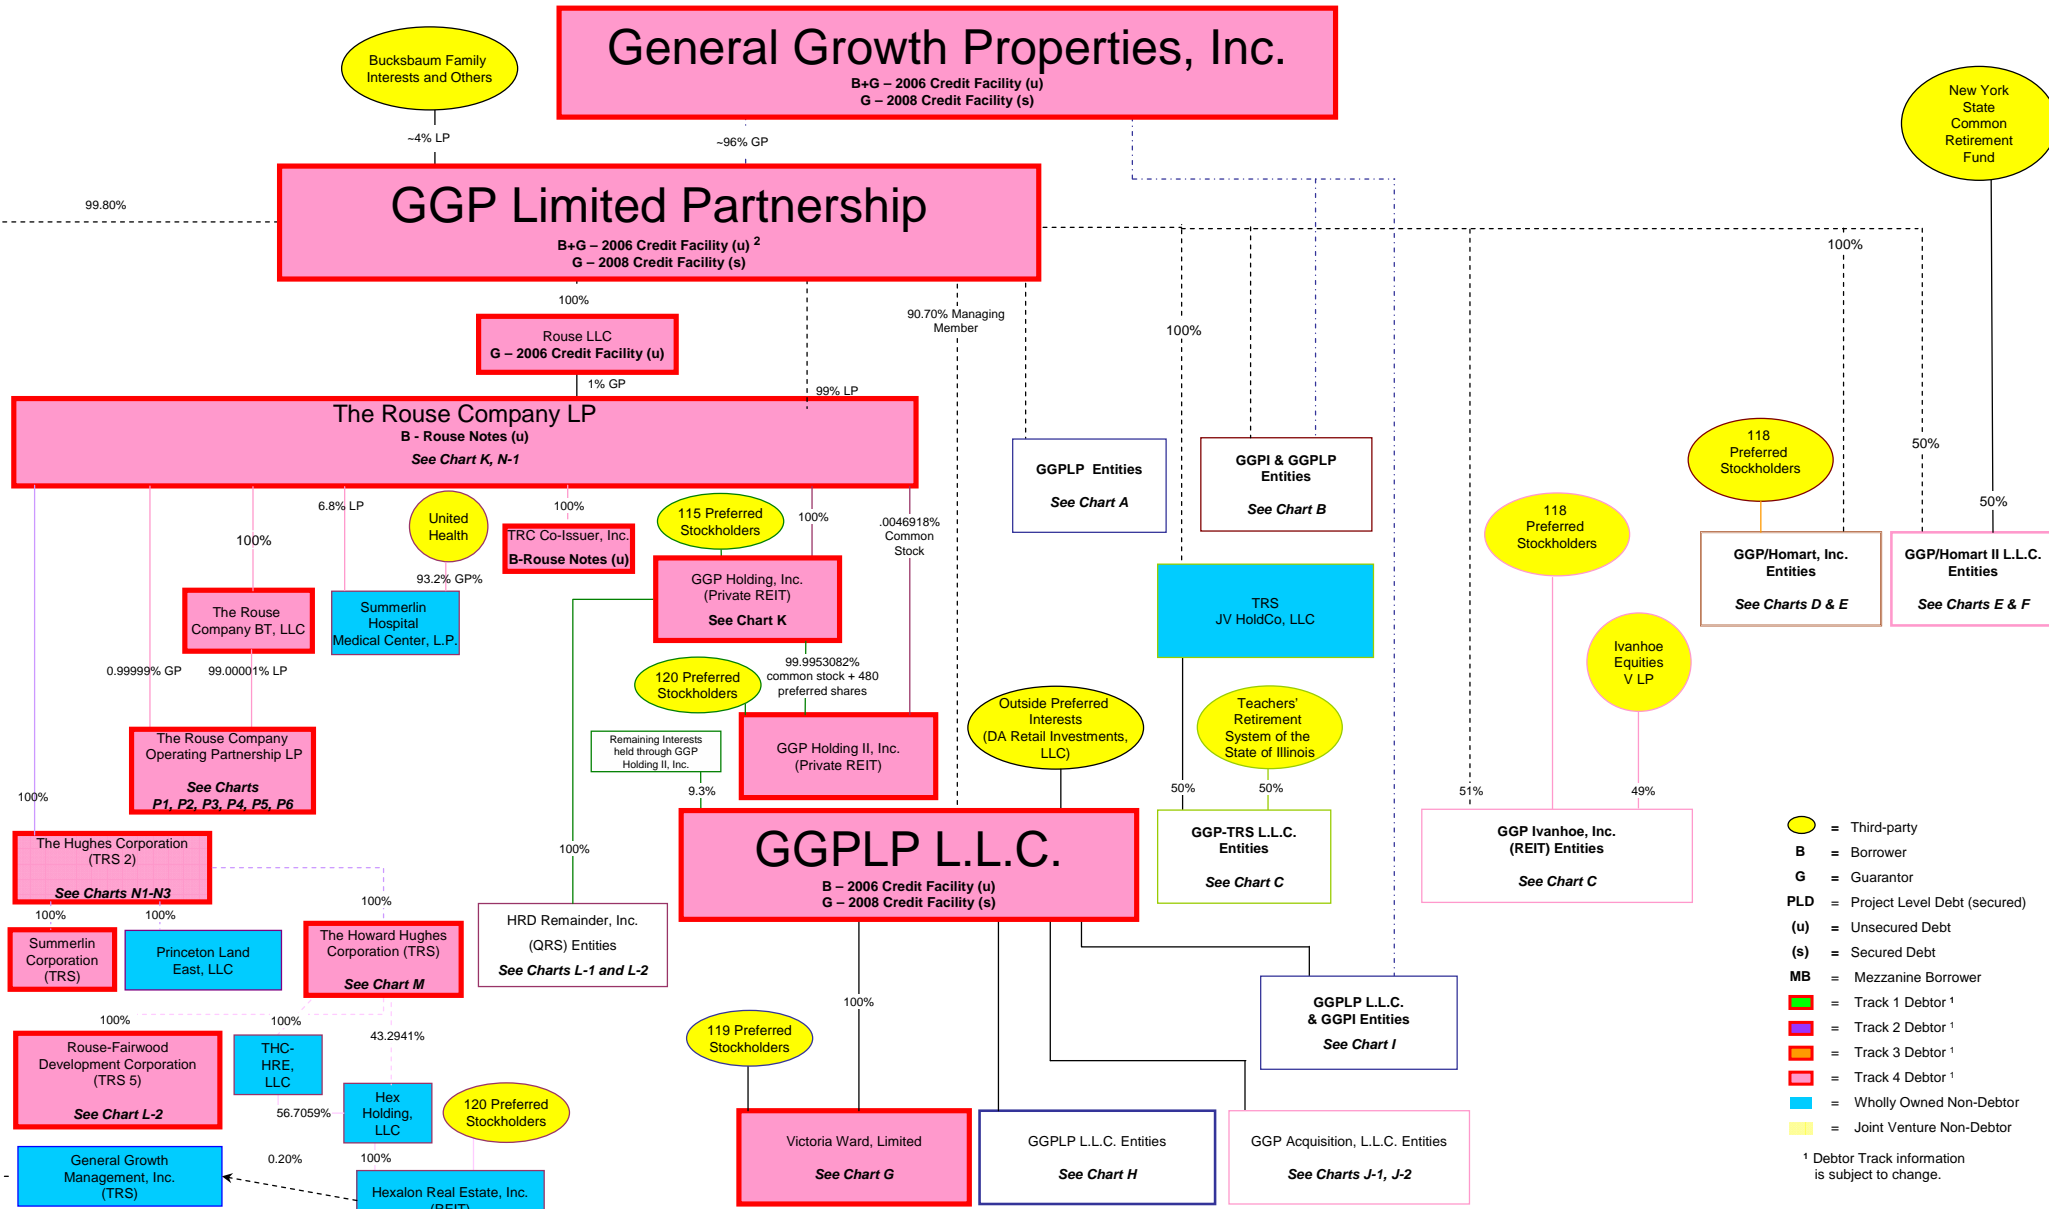 General Growth Properties, Inc.
B+G – 2006 Credit Facility (u)
G – 2008 Credit Facility (s)
Bucksbaum Family
Interests and Others
New York
State
Common
Retirement
Fund
~4% LP
~96% GP
GGP Limited Partnership
B+G – 2006 Credit Facility (u) 2
G – 2008 Credit Facility (s)
99.80%
100%
100%
100%
Rouse LLC
G – 2006 Credit Facility (u)
90.70% Managing
Member
1% GP
99% LP
The Rouse Company LP
B - Rouse Notes (u)
See Chart K, N-1
GGPLP Entities
See Chart A
GGPI & GGPLP
Entities
See Chart B
118
Preferred
Stockholders
50%
50%
118
Preferred
Stockholders
GGP/Homart, Inc.
Entities
See Charts D & E
GGP/Homart II L.L.C.
Entities
See Charts E & F
100%
6.8% LP
United
Health
93.2% GP%
100%
TRC Co-Issuer, Inc.
B-Rouse Notes (u)
115 Preferred
Stockholders
100%
.0046918%
Common
Stock
The Rouse
Company BT, LLC
Summerlin
Hospital
Medical Center, L.P.
GGP Holding, Inc.
(Private REIT)
See Chart K
TRS
JV HoldCo, LLC
Ivanhoe
Equities
V LP
0.99999% GP
99.00001% LP
120 Preferred
Stockholders
99.9953082%
common stock + 480
preferred shares
Outside Preferred
Interests
(DA Retail Investments,
LLC)
Teachers’
Retirement
System of the
State of Illinois
The Rouse Company
Operating Partnership LP
See Charts
P1, P2, P3, P4, P5, P6
Remaining Interests
held through GGP
Holding II, Inc.
GGP Holding II, Inc.
(Private REIT)
100%
9.3%
50%
50%
51%
49%
The Hughes Corporation
(TRS 2)
See Charts N1-N3
100%
GGPLP L.L.C.
B – 2006 Credit Facility (u)
G – 2008 Credit Facility (s)
GGP-TRS L.L.C.
Entities
See Chart C
GGP Ivanhoe, Inc.
(REIT) Entities
See Chart C
100%
100%
100%
Summerlin
Corporation
(TRS)
Princeton Land
East, LLC
The Howard Hughes
Corporation (TRS)
See Chart M
HRD Remainder, Inc.
(QRS) Entities
See Charts L-1 and L-2
100%
GGPLP L.L.C.
& GGPI Entities
See Chart I
100%
100%
43.2941%
119 Preferred
Stockholders
Rouse-Fairwood
Development Corporation
(TRS 5)
See Chart L-2
THC-
HRE,
LLC
56.7059%
Hex
Holding,
LLC
120 Preferred
Stockholders
Victoria Ward, Limited
See Chart G
GGPLP L.L.C. Entities
See Chart H
GGP Acquisition, L.L.C. Entities
See Charts J-1, J-2
General Growth
Management, Inc.
(TRS)
0.20%
100%
Hexalon Real Estate, Inc.
(REIT)
= Third-party
B = Borrower
G = Guarantor
PLD = Project Level Debt (secured)
(u) = Unsecured Debt
(s) = Secured Debt
MB = Mezzanine Borrower
= Track 1 Debtor ¹
= Track 2 Debtor ¹
= Track 3 Debtor ¹
= Track 4 Debtor ¹
= Wholly Owned Non-Debtor
= Joint Venture Non-Debtor
¹ Debtor Track information
is subject to change.